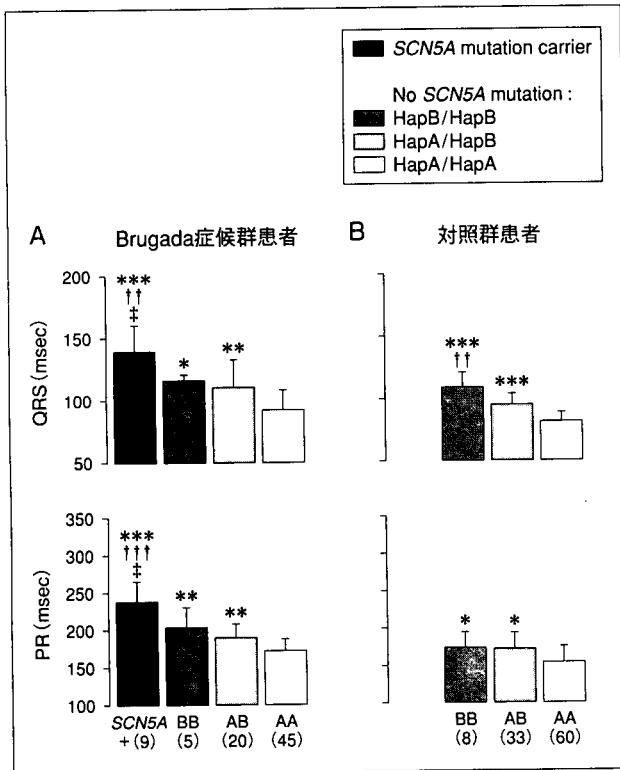 SCN5A mutation carrier
No SCN5A mutation :
HapB/HapB
HapA/HapB
HapA/HapA
A Brugada症候群患者
B 対照群患者
QRS (msec)
200
150
100
50
***
††
‡
*
**
***
††
***
PR (msec)
350
300
250
200
150
100
***
†††
‡
**
**
*
*
SCN5A BB AB AA
+ (9) (5) (20) (45)
BB AB AA
(8) (33) (60)